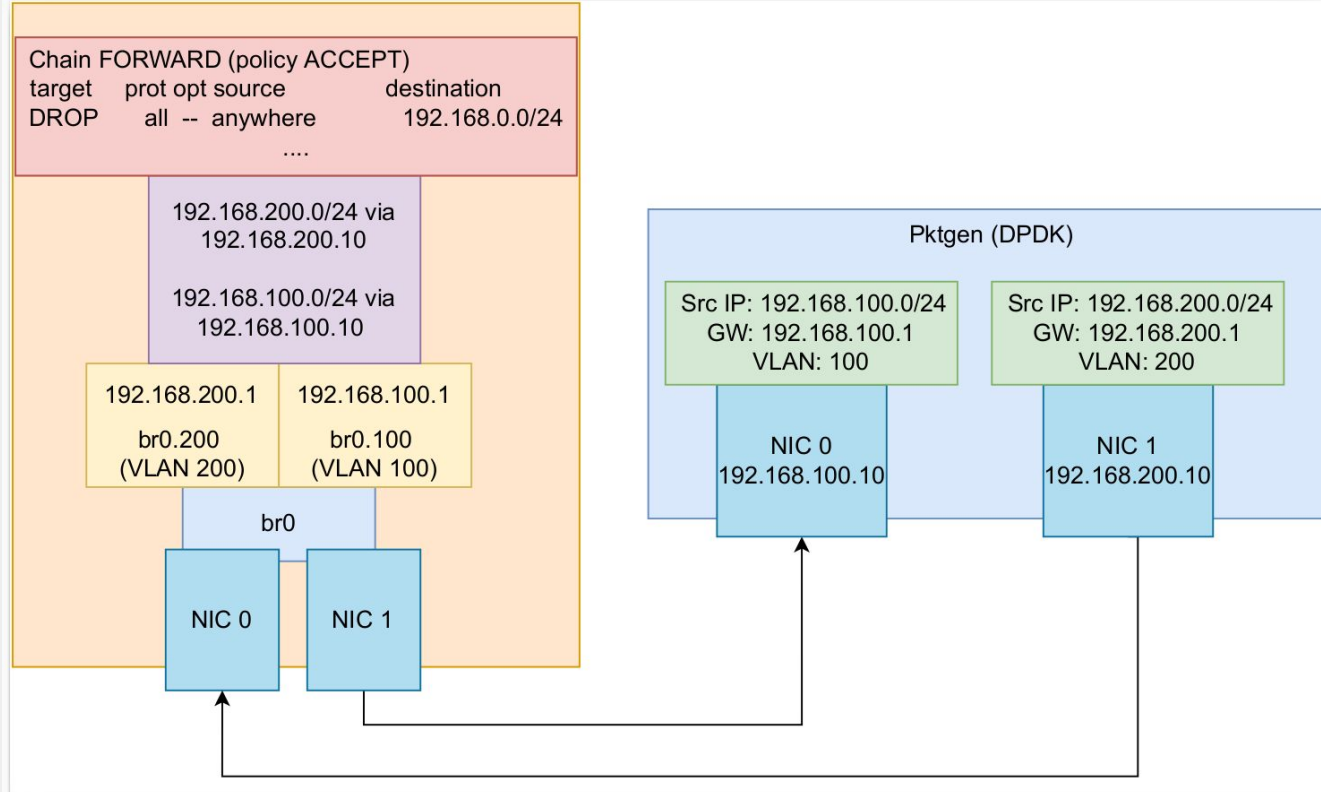 Chain FORWARD (policy ACCEPT)
target prot opt source destination
DROP all -- anywhere 192.168.0.0/24
....
192.168.200.0/24 via
192.168.200.10
192.168.100.0/24 via
192.168.100.10
192.168.200.1
br0.200
(VLAN 200)
192.168.100.1
br0.100
(VLAN 100)
br0
NIC 0
NIC 1
Pktgen (DPDK)
Src IP: 192.168.100.0/24
GW: 192.168.100.1
VLAN: 100
NIC 0
192.168.100.10
Src IP: 192.168.200.0/24
GW: 192.168.200.1
VLAN: 200
NIC 1
192.168.200.10